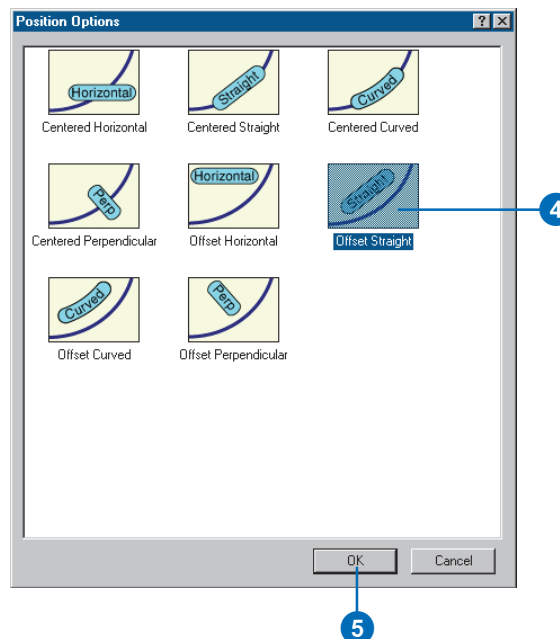 Position Options
Horizontal
Straight
Curved
Centered Horizontal
Centered Straight
Centered Curved
Perp
Horizontal
Straight
4
Centered Perpendicular
Offset Horizontal
Offset Straight
Curved
Perp
Offset Curved
Offset Perpendicular
OK
Cancel
5